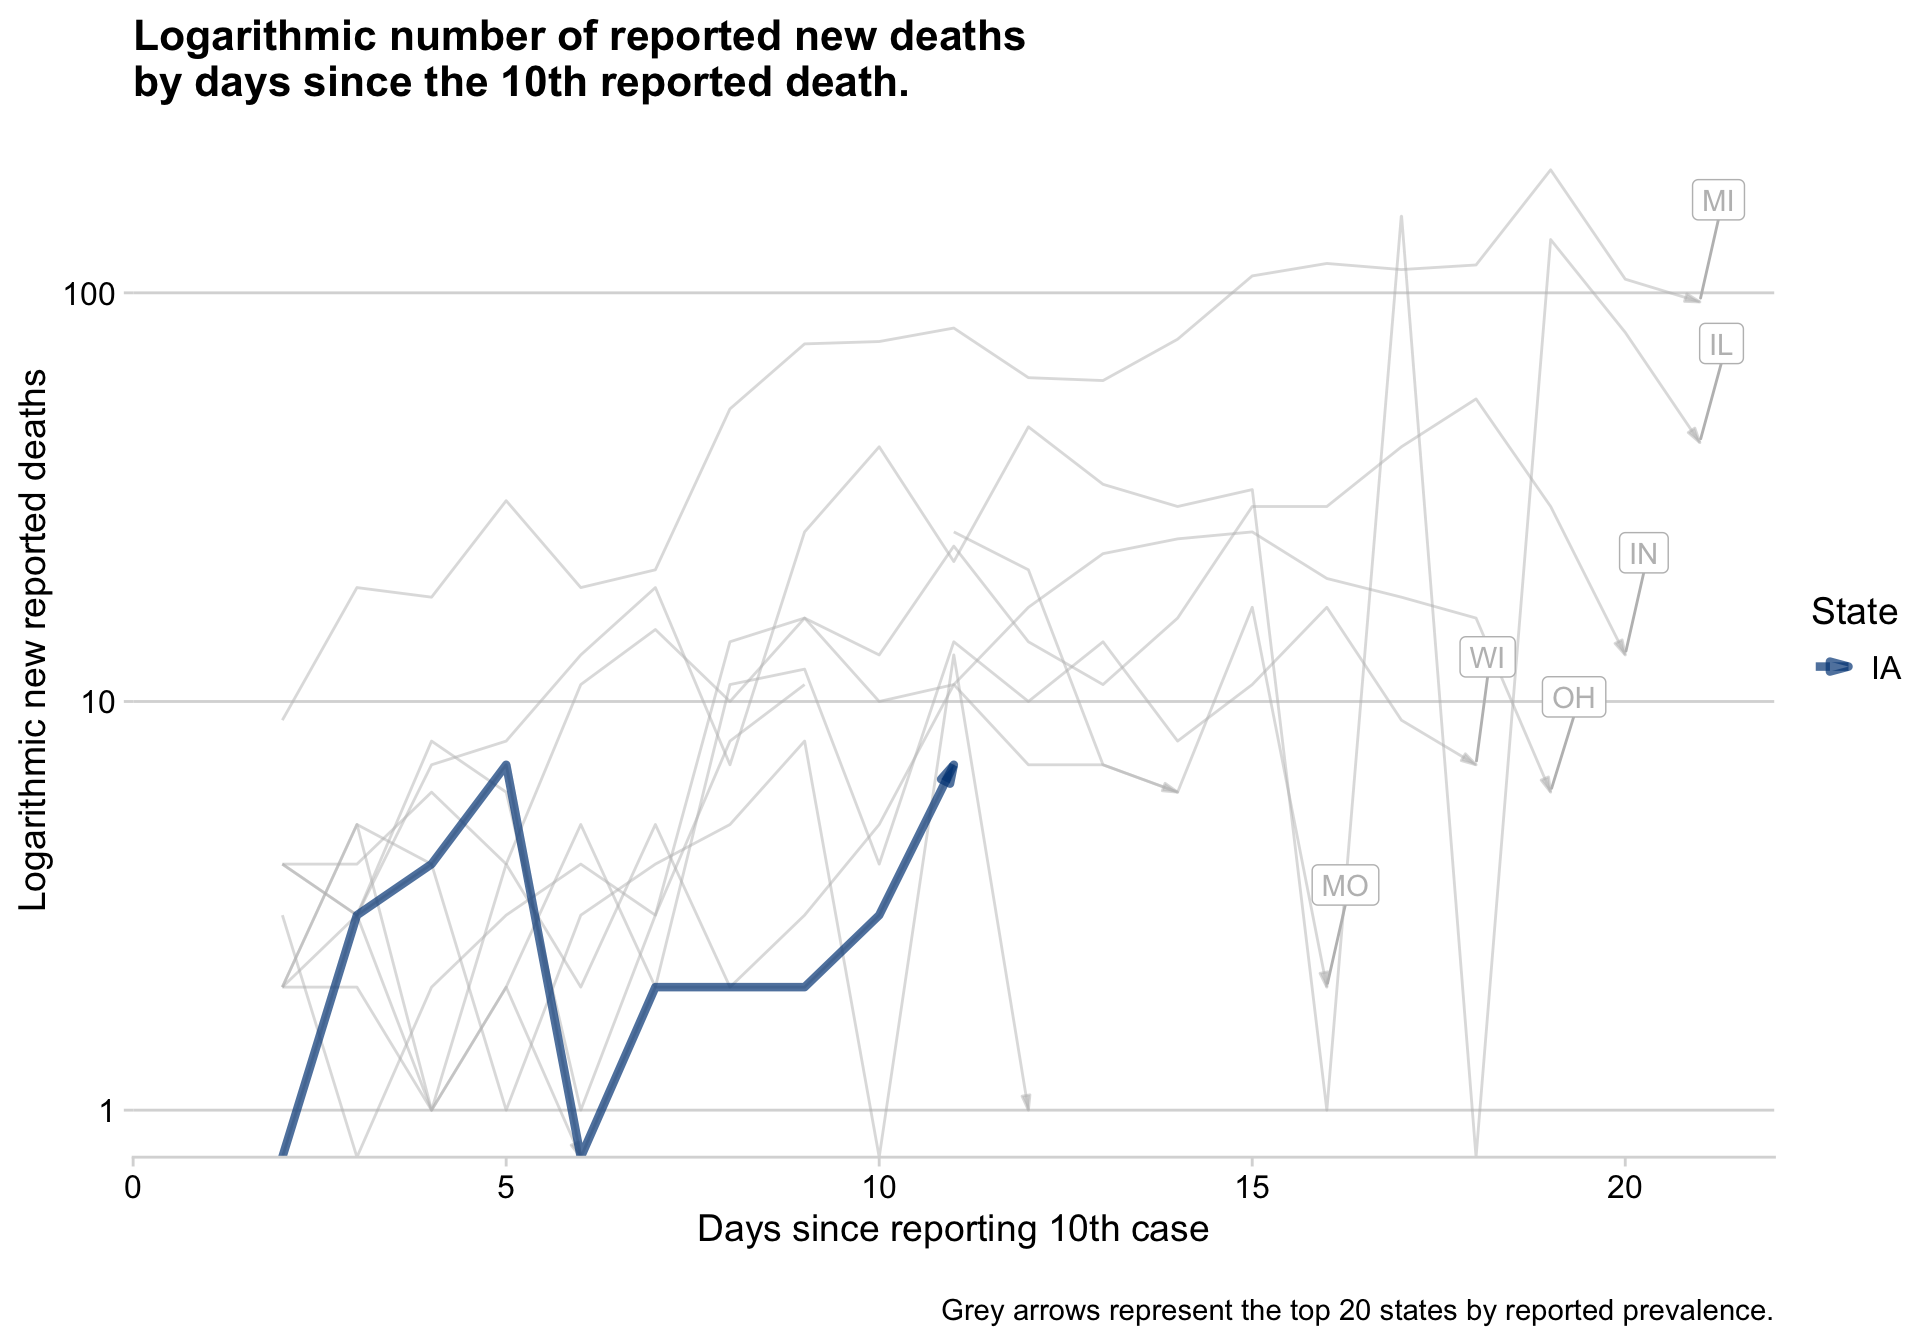 Logarithmic number of reported new deaths
by days since the 10th reported death.
Logarithmic new reported deaths
100
10
1
MI
IL
IN
WI
OH
MO
State
IA
0 5 10 15 20
Days since reporting 10th case
Grey arrows represent the top 20 states by reported prevalence.